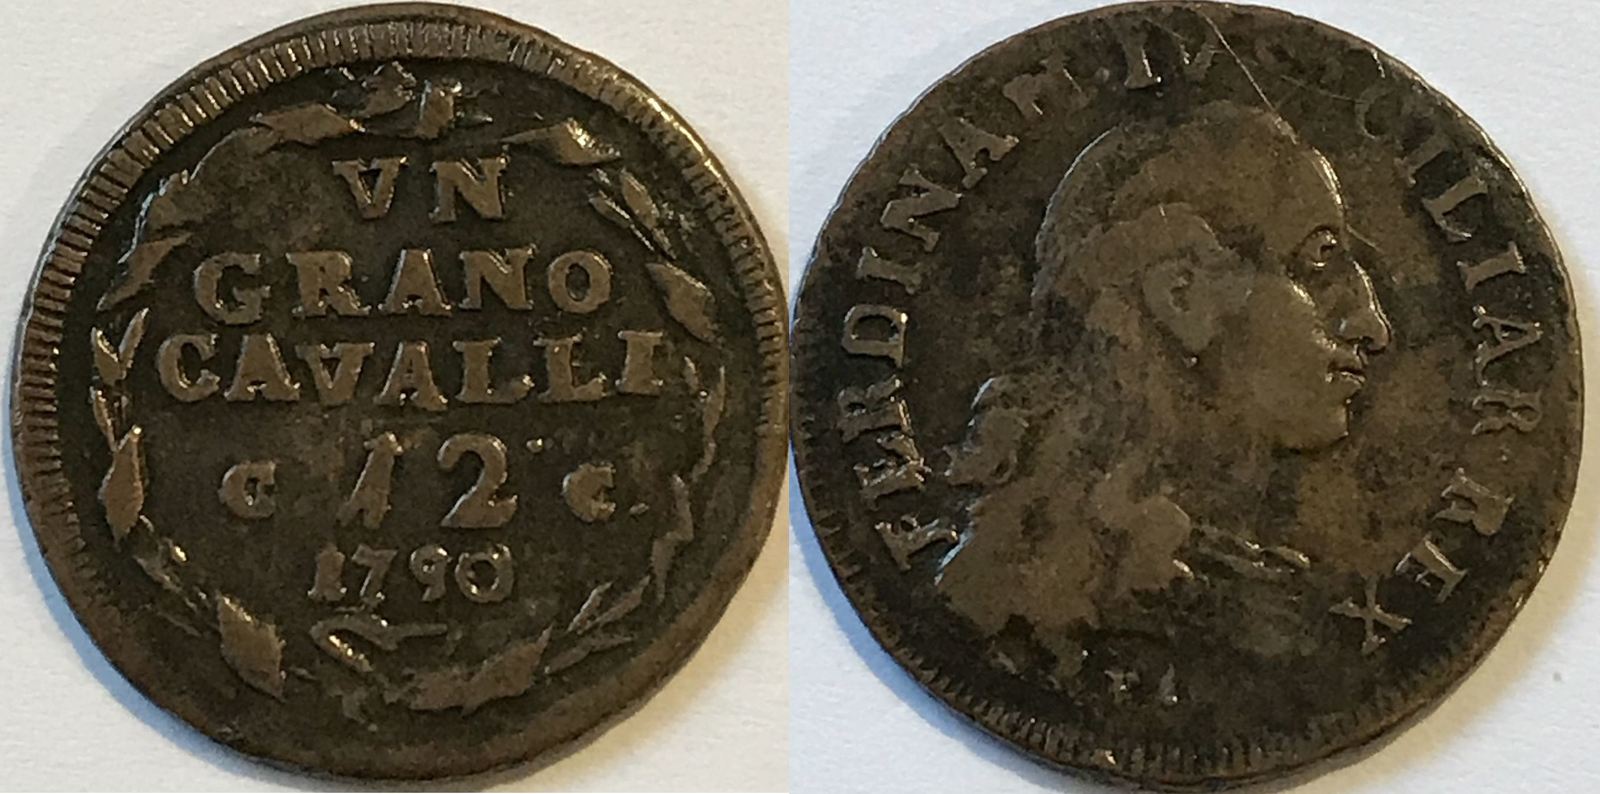 VN
GRANO
CAVALLI
C 12 C.
1790
FERDINAN. IV SICILIAR. REX